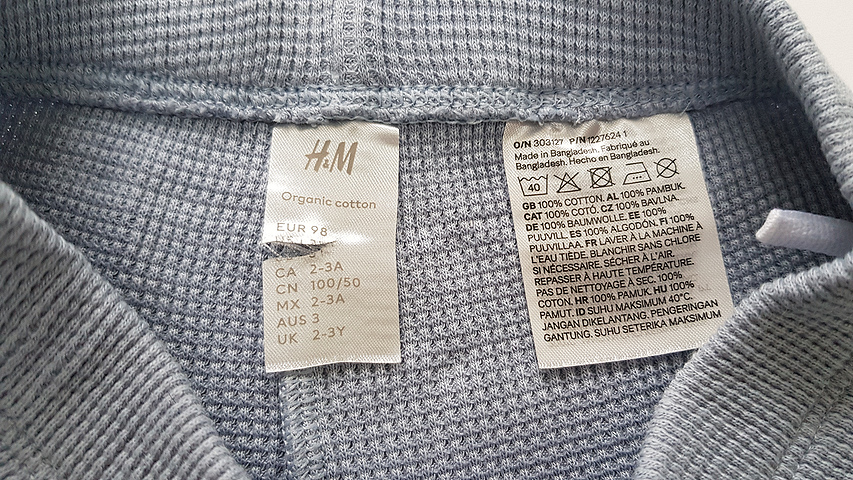 H&M
Organic cotton
EUR 98
CA 2-3A
CN 100/50
MX 2-3A
AUS 3
UK 2-3Y
O/N 303127 P/N 1227624 1
Made in Bangladesh. Fabriqué au
Bangladesh. Hecho en Bangladesh.
40
GB 100% COTTON. AL 100% PAMBUK.
CAT 100% COTÓ. CZ 100% BAVLNA.
DE 100% BAUMWOLLE. EE 100%
PUUVILL. ES 100% ALGODÓN. FI 100%
PUUVILLAA. FR LAVER À LA MACHINE À
L'EAU TIÈDE. BLANCHIR SANS CHLORE
SI NÉCESSAIRE. SÉCHER À L'AIR.
REPASSER À HAUTE TEMPÉRATURE.
PAS DE NETTOYAGE À SEC. 100%
COTON. HR 100% PAMUK. HU 100%
PAMUT. ID SUHU MAKSIMUM 40°C.
JANGAN DIKELANTANG. PENGERINGAN
GANTUNG. SUHU SETERIKA MAKSIMUM